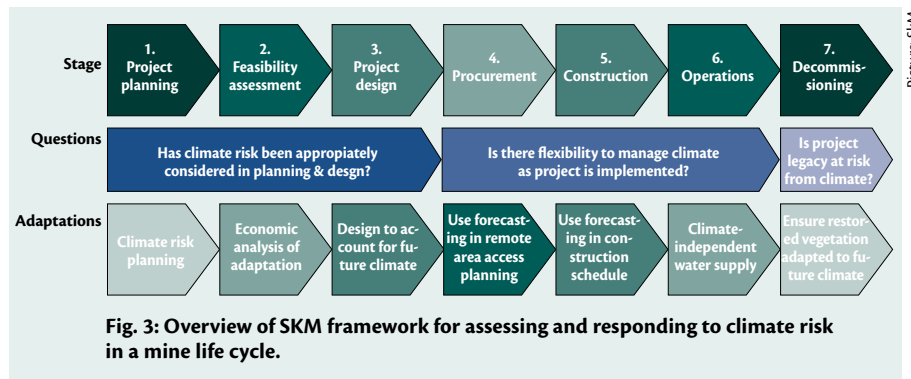 Stage
1.
Project
planning
2.
Feasibility
assessment
3.
Project
design
4.
Procurement
5.
Construction
6.
Operations
7.
Decommis-
sioning
Questions
Has climate risk been appropiately
considered in planning & desgn?
Is there flexibility to manage climate
as project is implemented?
Is project
legacy at risk
from climate?
Adaptations
Climate risk
planning
Economic
analysis of
adaptation
Design to ac-
count for fu-
ture climate
Use forecast-
ing in remote
area access
planning
Use forecast-
ing in con-
struction
schedule
Climate-
independent
water supply
Ensure restor-
ed vegetation
adapted to fu-
ture climate
Fig. 3: Overview of SKM framework for assessing and responding to climate risk
in a mine life cycle.
Picture: SKM